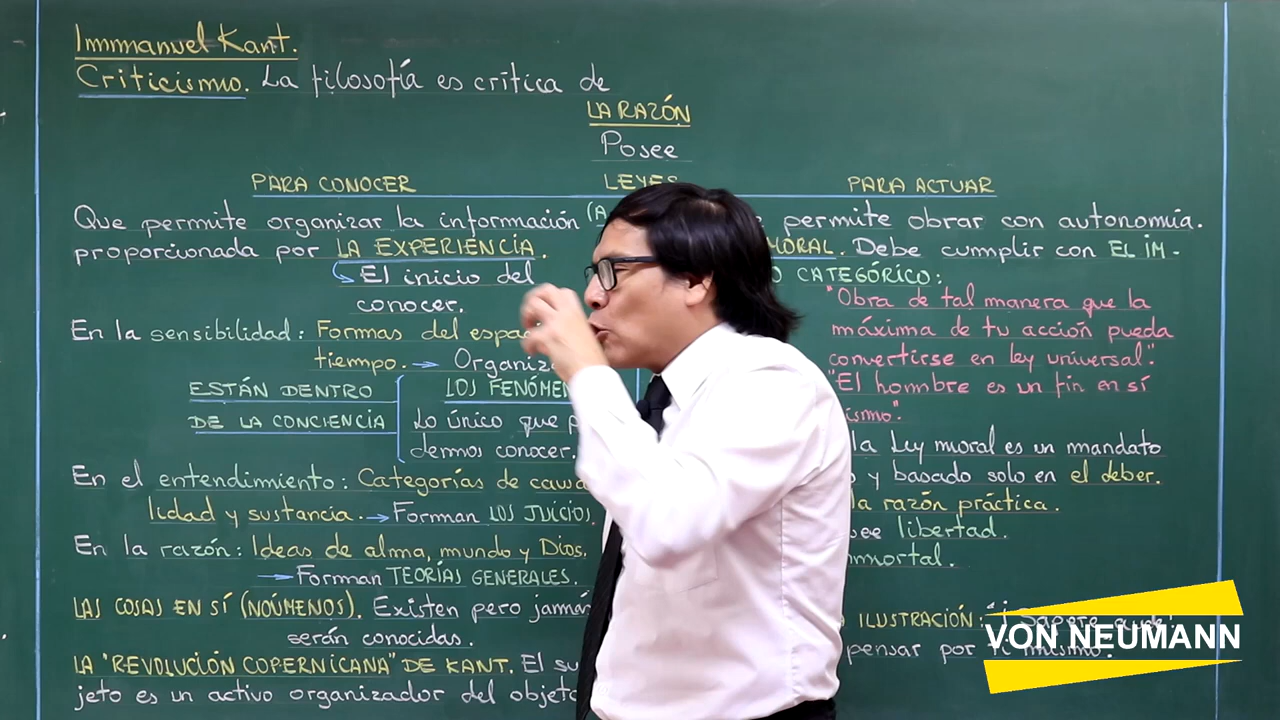 Immanuel Kant.
Criticismo. La filosofía es crítica de
LA RAZÓN
Posee
LEYES
PARA CONOCER
PARA ACTUAR
Que permite organizar la información (A
proporcionada por LA EXPERIENCIA.
El inicio del
conocer.
En la sensibilidad: Formas del espa
tiempo. → Organiz
ESTÁN DENTRO
DE LA CONCIENCIA
LOS FENÓMEN
Lo único que p
demos conocer.
En el entendimiento: Categorías de causa
lidad y sustancia. → Forman LOS JUICIOS.
En la razón: Ideas de alma, mundo y Dios.
→ Forman TEORÍAS GENERALES.
LAS COSAS EN SÍ (NOÚMENOS). Existen pero jamás
serán conocidas.
LA "REVOLUCIÓN COPERNICANA" DE KANT. El su
jeto es un activo organizador del objeto
e permite obrar con autonomía.
MORAL. Debe cumplir con EL IM-
O CATEGÓRICO:
"Obra de tal manera que la
máxima de tu acción pueda
convertirse en ley universal".
"El hombre es un fin en sí
ismo".
la Ley moral es un mandato
o y basado solo en el deber.
la razón práctica.
see libertad.
nmortal.
ILUSTRACIÓN: "¡Sapere aude!
pensar por ti mismo.
VON NEUMANN